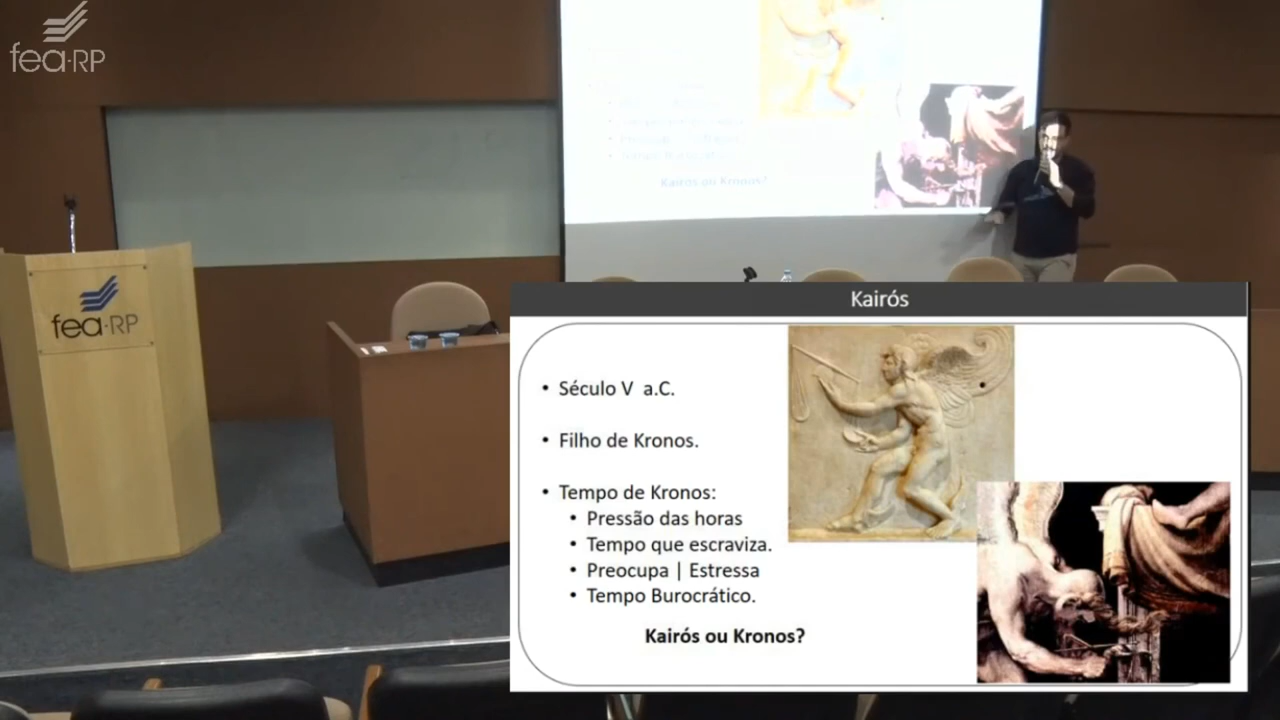 fea-RP
fea-RP
Kairós ou Kronos?
Kairós
• Século V a.C.
• Filho de Kronos.
• Tempo de Kronos:
• Pressão das horas
• Tempo que escraviza.
• Preocupa | Estressa
• Tempo Burocrático.
Kairós ou Kronos?